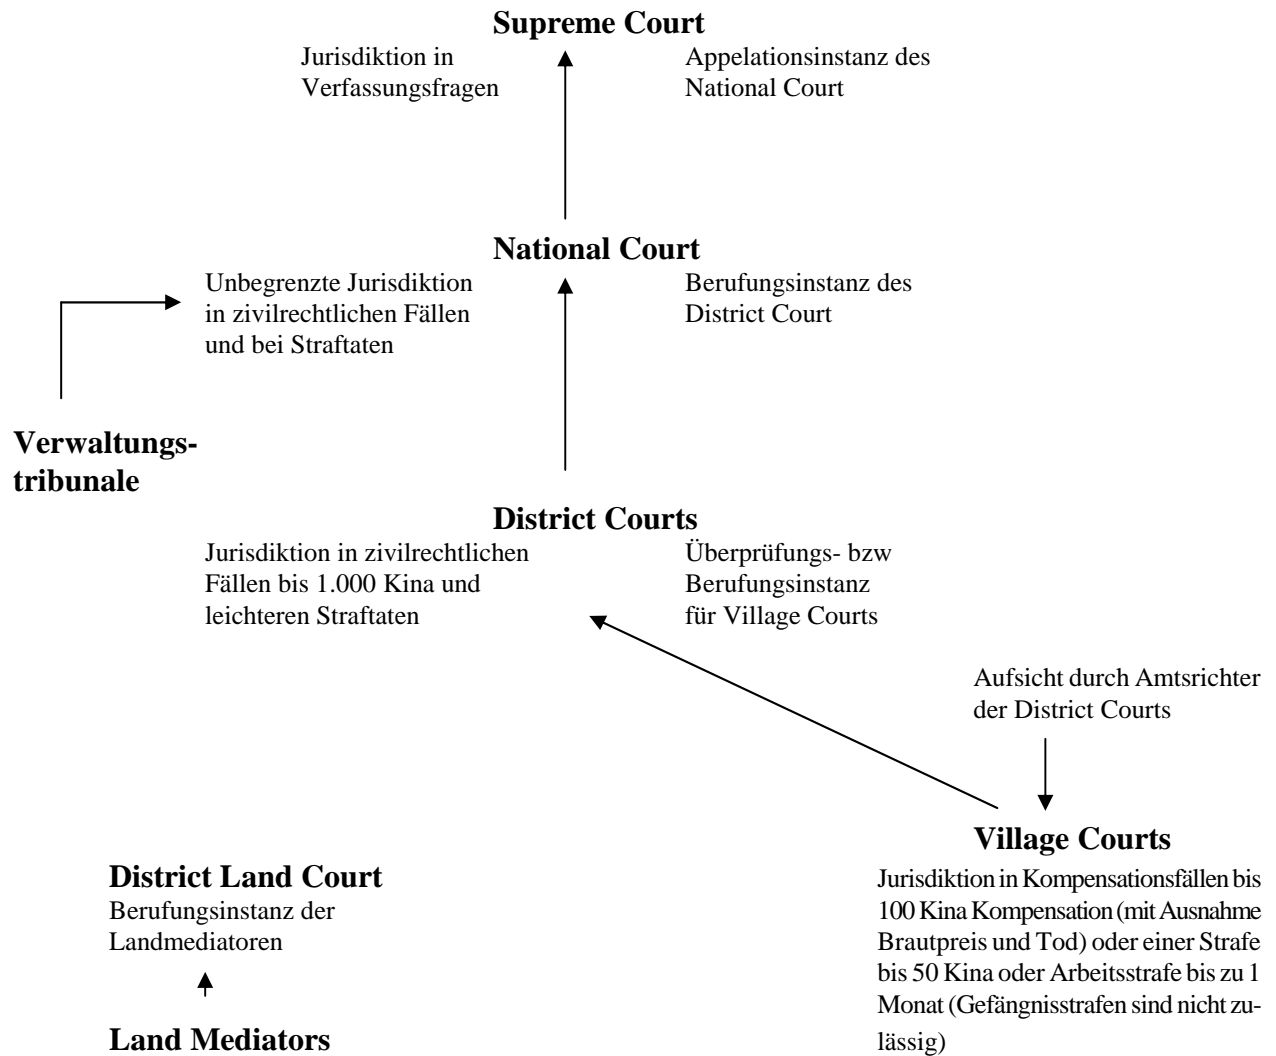 Supreme Court
Jurisdiktion in
Verfassungsfragen
Appelationsinstanz des
National Court
National Court
Unbegrenzte Jurisdiktion
in zivilrechtlichen Fällen
und bei Straftaten
Berufungsinstanz des
District Court
Verwaltungs-
tribunale
District Courts
Jurisdiktion in zivilrechtlichen
Fällen bis 1.000 Kina und
leichteren Straftaten
Überprüfungs- bzw
Berufungsinstanz
für Village Courts
Aufsicht durch Amtsrichter
der District Courts
Village Courts
Jurisdiktion in Kompensationsfällen bis
100 Kina Kompensation (mit Ausnahme
Brautpreis und Tod) oder einer Strafe
bis 50 Kina oder Arbeitsstrafe bis zu 1
Monat (Gefängnisstrafen sind nicht zu-
lässig)
District Land Court
Berufungsinstanz der
Landmediatoren
Land Mediators